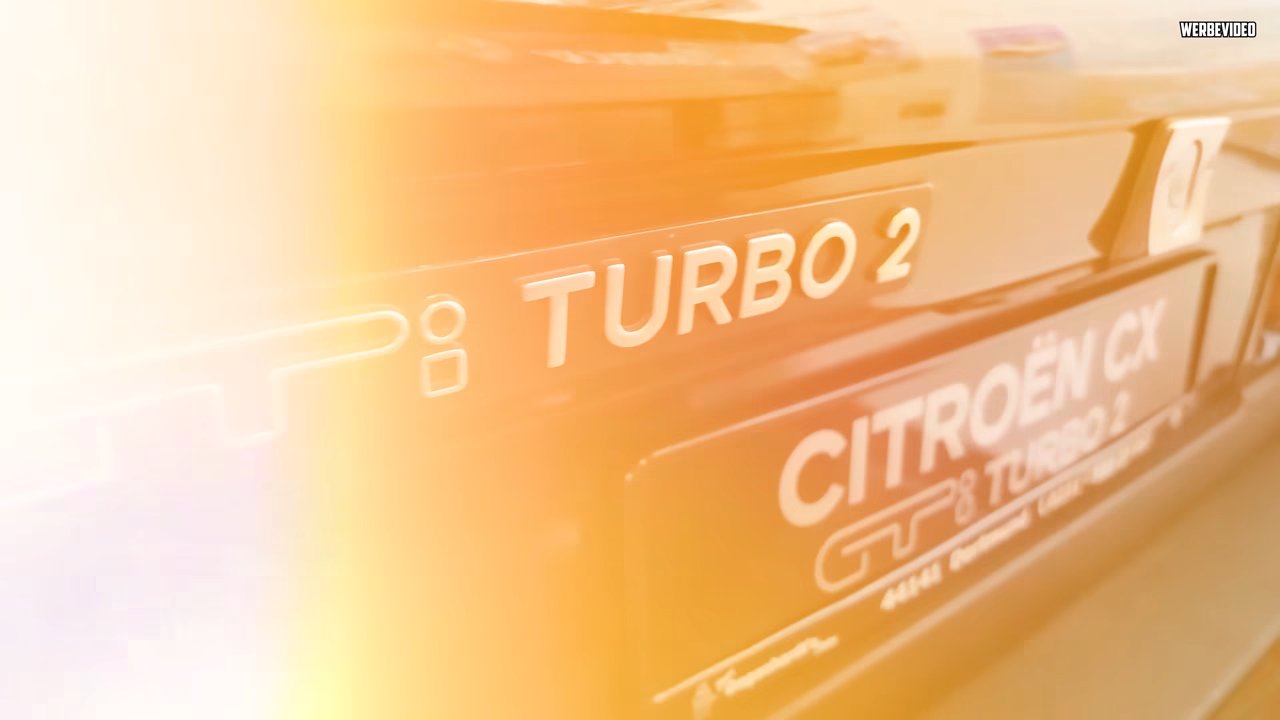 WERBEVIDEO
GTi TURBO 2
CITROËN CX
GTi TURBO 2
44141 Dortmund